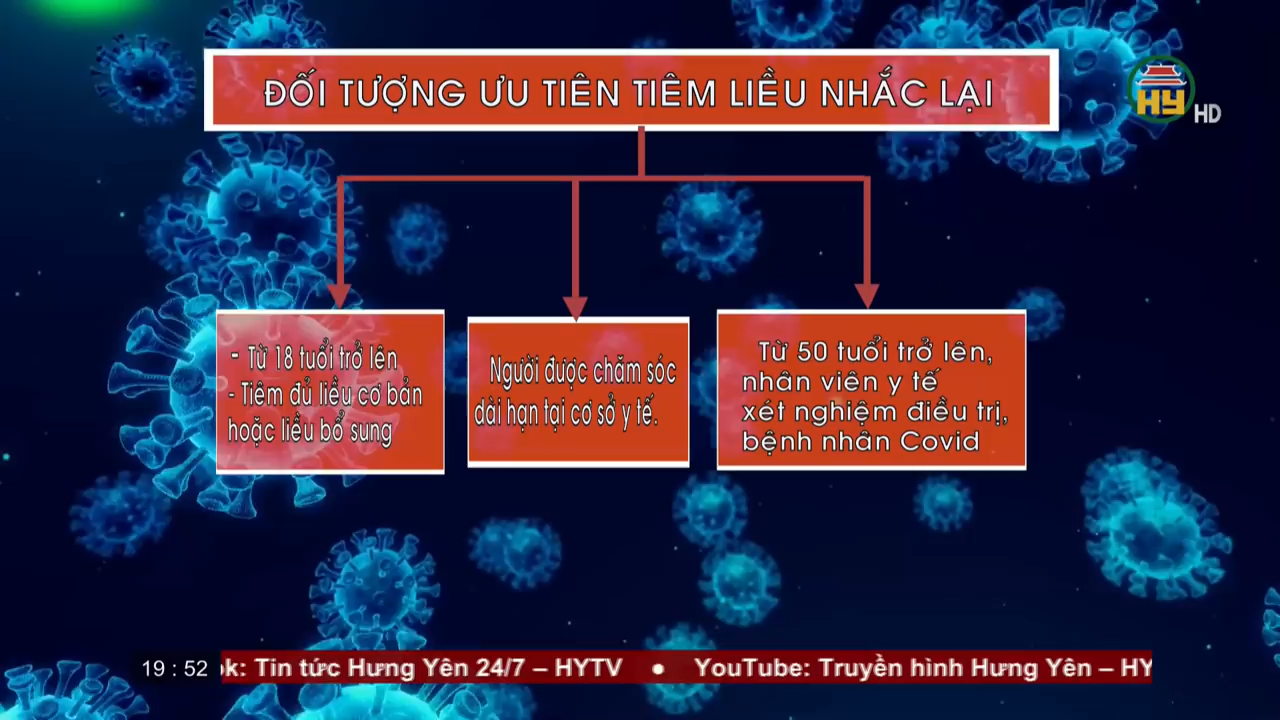 ĐỐI TƯỢNG ƯU TIÊN TIÊM LIỀU NHẮC LẠI
HY
HD
- Từ 18 tuổi trở lên
- Tiêm đủ liều cơ bản
hoặc liều bổ sung
Người được chăm sóc
dài hạn tại cơ sở y tế.
Từ 50 tuổi trở lên,
nhân viên y tế
xét nghiệm điều trị,
bệnh nhân Covid
19 : 52
ok: Tin tức Hưng Yên 24/7 – HYTV ● YouTube: Truyền hình Hưng Yên – HY